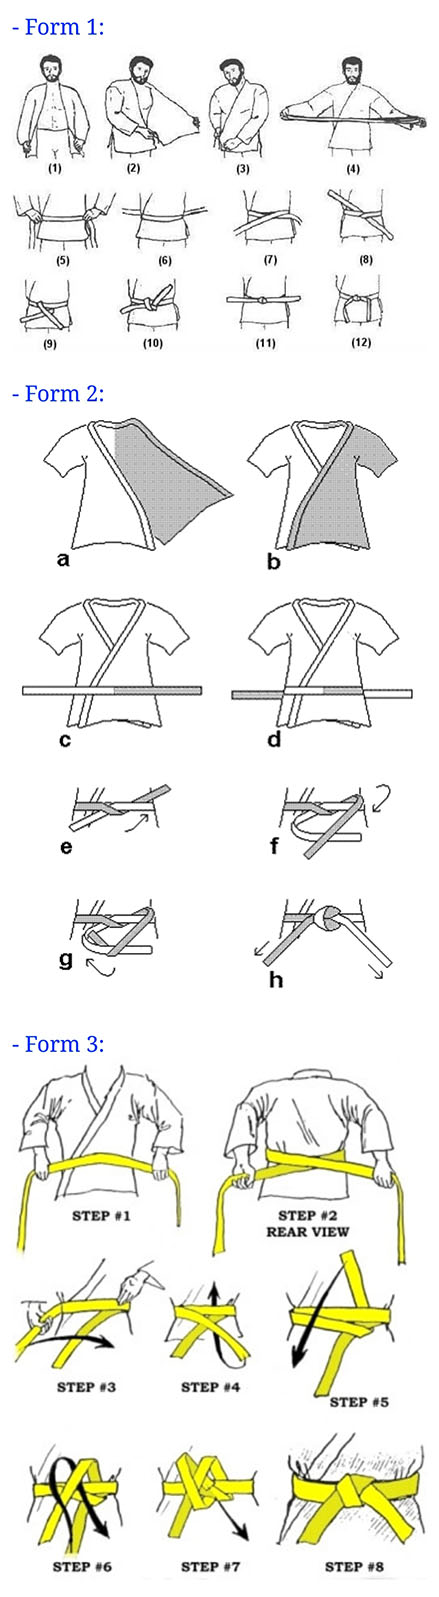 - Form 1:
(1) (2) (3) (4)
(5) (6) (7) (8)
(9) (10) (11) (12)
- Form 2:
a b
c d
e f
g h
- Form 3:
STEP #1 STEP #2
REAR VIEW
STEP #3 STEP #4 STEP #5
STEP #6 STEP #7 STEP #8